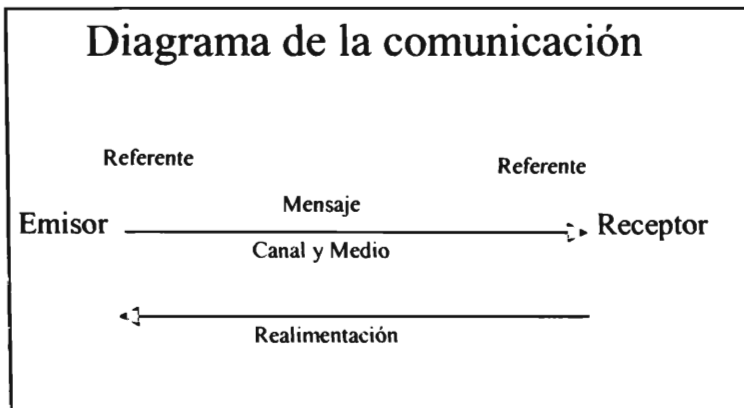 Diagrama de la comunicación
Referente
Referente
Mensaje
Emisor
Receptor
Canal y Medio
Realimentación